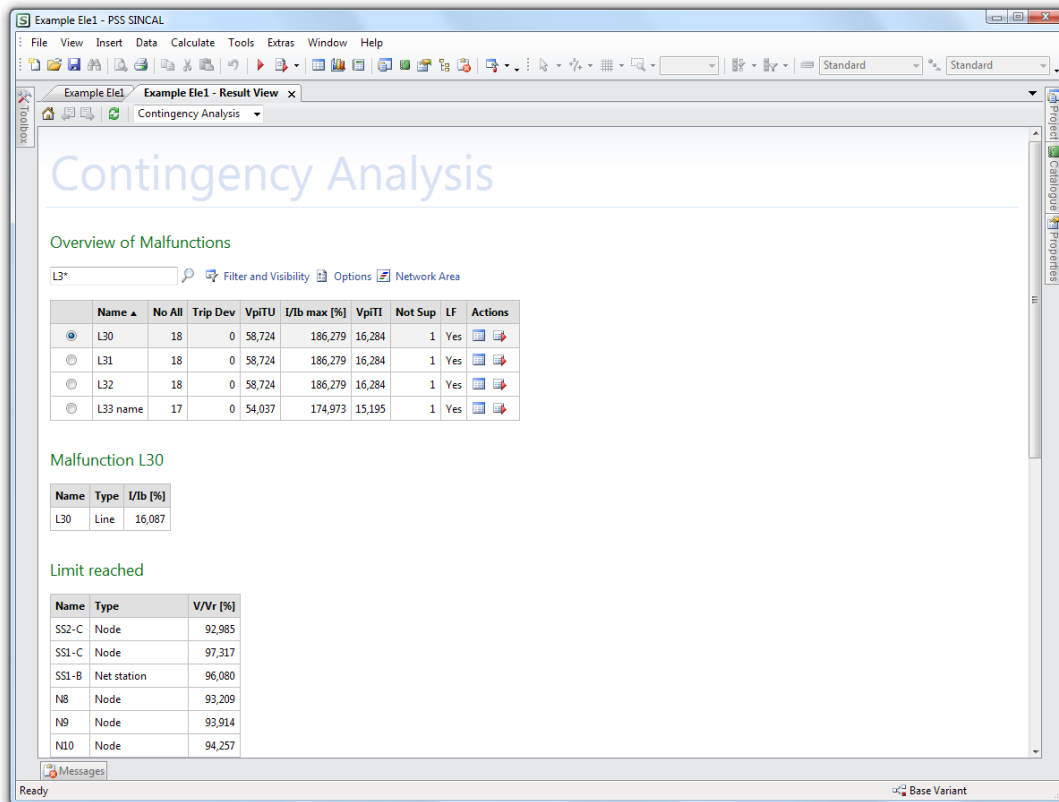 Example Ele1 - PSS SINCAL
File View Insert Data Calculate Tools Extras Window Help
Standard Standard
Toolbox
Example Ele1 Example Ele1 - Result View x
Contingency Analysis
Project
Catalogue
Properties
Contingency Analysis
Overview of Malfunctions
L3* Filter and Visibility Options Network Area
Name ▲ No All Trip Dev VpiTU I/Ib max [%] VpiTI Not Sup LF Actions
L30 18 0 58,724 186,279 16,284 1 Yes
L31 18 0 58,724 186,279 16,284 1 Yes
L32 18 0 58,724 186,279 16,284 1 Yes
L33 name 17 0 54,037 174,973 15,195 1 Yes
Malfunction L30
Name Type I/Ib [%]
L30 Line 16,087
Limit reached
Name Type V/Vr [%]
SS2-C Node 92,985
SS1-C Node 97,317
SS1-B Net station 96,080
N8 Node 93,209
N9 Node 93,914
N10 Node 94,257
Messages
Ready Base Variant